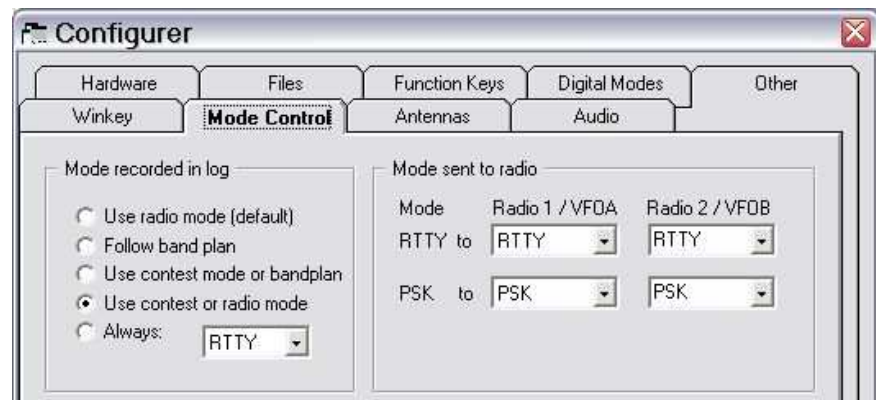 Configurer
Hardware Files Function Keys Digital Modes Other
Winkey Mode Control Antennas Audio
Mode recorded in log
Use radio mode (default)
Follow band plan
Use contest mode or bandplan
Use contest or radio mode
Always: RTTY
Mode sent to radio
Mode Radio 1 / VFOA Radio 2 / VFOB
RTTY to RTTY RTTY
PSK to PSK PSK